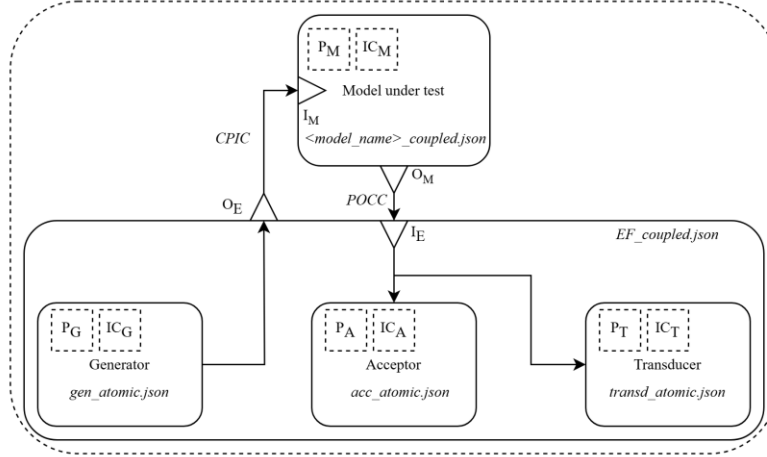 P_M IC_M
Model under test
I_M
<model_name>_coupled.json
CPIC
O_M
POCC
O_E
I_E
EF_coupled.json
P_G IC_G
Generator
gen_atomic.json
P_A IC_A
Acceptor
acc_atomic.json
P_T IC_T
Transducer
transd_atomic.json